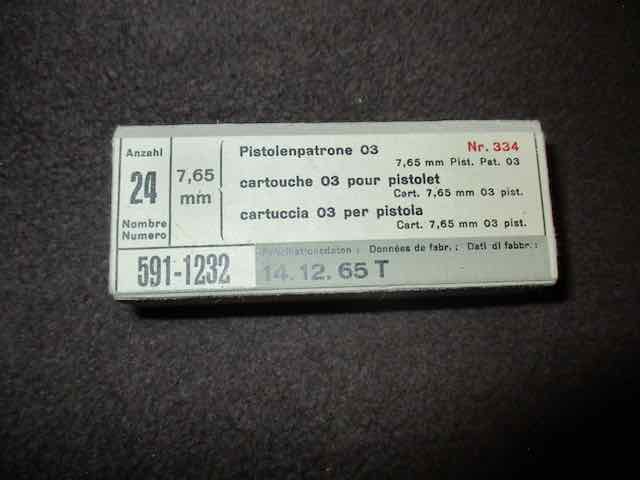 Anzahl
24
Nombre
Numero
7,65
mm
Pistolenpatrone 03 Nr. 334
7,65 mm Pist. Pat. 03
cartouche 03 pour pistolet
Cart. 7,65 mm 03 pist.
cartuccia 03 per pistola
Cart. 7,65 mm 03 pist.
591-1232
Fabrikationsdaten : Données de fabr. : Dati di fabbr. :
14.12.65 T